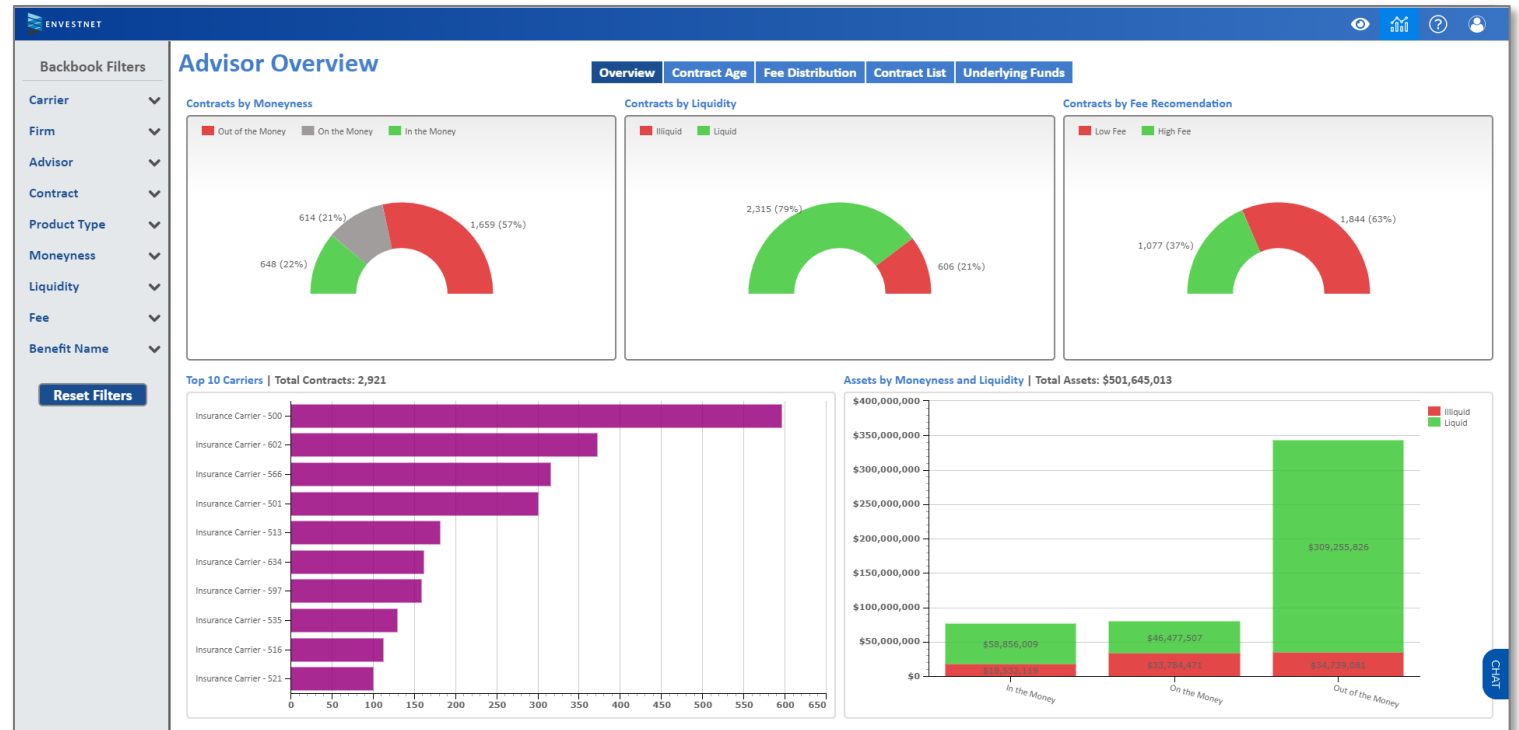 ENVESTNET
Backbook Filters
Carrier
Firm
Advisor
Contract
Product Type
Moneyness
Liquidity
Fee
Benefit Name
Reset Filters
Advisor Overview
Overview Contract Age Fee Distribution Contract List Underlying Funds
Contracts by Moneyness
Out of the Money On the Money In the Money
614 (21%)
1,659 (57%)
648 (22%)
Contracts by Liquidity
Illiquid Liquid
2,315 (79%)
606 (21%)
Contracts by Fee Recomendation
Low Fee High Fee
1,844 (63%)
1,077 (37%)
Top 10 Carriers | Total Contracts: 2,921
Insurance Carrier - 500
Insurance Carrier - 602
Insurance Carrier - 566
Insurance Carrier - 501
Insurance Carrier - 513
Insurance Carrier - 634
Insurance Carrier - 597
Insurance Carrier - 535
Insurance Carrier - 516
Insurance Carrier - 521
0 50 100 150 200 250 300 350 400 450 500 550 600 650
Assets by Moneyness and Liquidity | Total Assets: $501,645,013
Illiquid
Liquid
$400,000,000
$350,000,000
$300,000,000
$250,000,000
$200,000,000
$150,000,000
$100,000,000
$50,000,000
$0
$309,255,826
$58,856,009
$46,477,507
$18,532,119
$33,784,471
$34,739,081
In the Money
On the Money
Out of the Money
CHAT